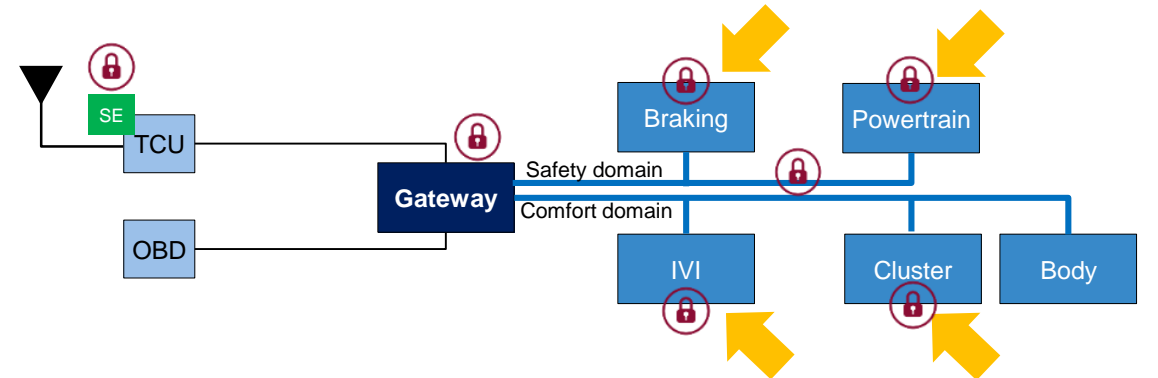 SE
TCU
OBD
Gateway
Safety domain
Comfort domain
Braking
Powertrain
IVI
Cluster
Body